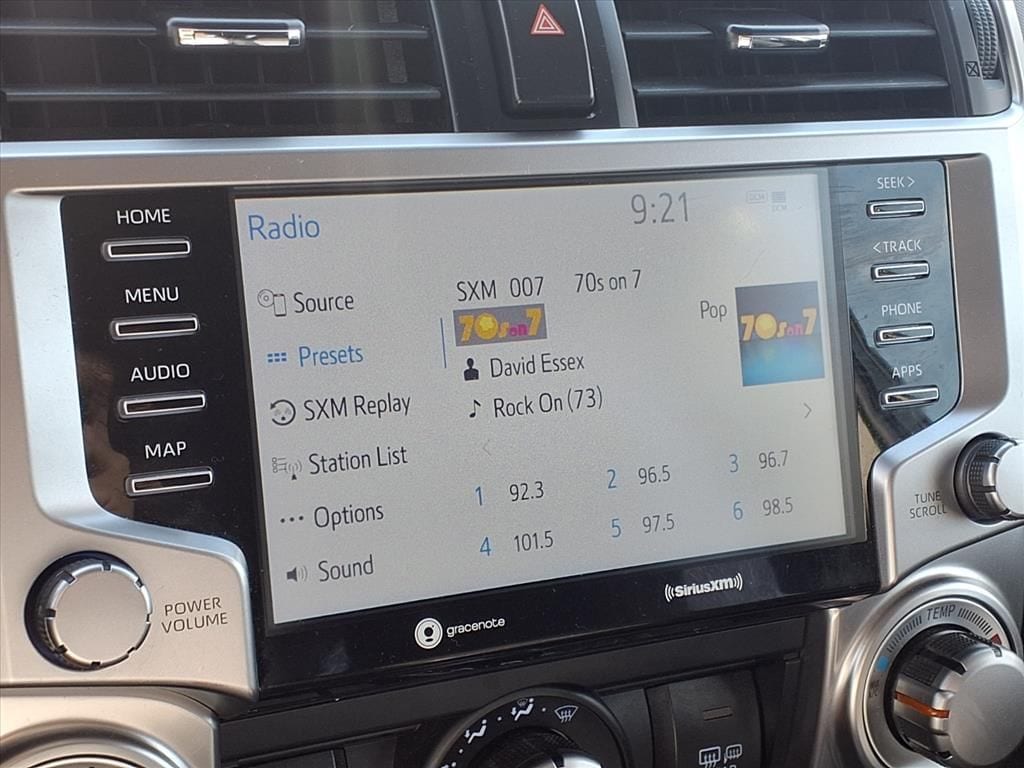 HOME
MENU
AUDIO
MAP
POWER
VOLUME
Radio
9:21
DCM
DCM
Source
Presets
SXM Replay
Station List
Options
Sound
SXM 007 70s on 7
70s on 7
Pop
70s on 7
David Essex
Rock On (73)
1 92.3
2 96.5
3 96.7
4 101.5
5 97.5
6 98.5
gracenote
((SiriusXM))
SEEK >
< TRACK
PHONE
APPS
TUNE
SCROLL
TEMP